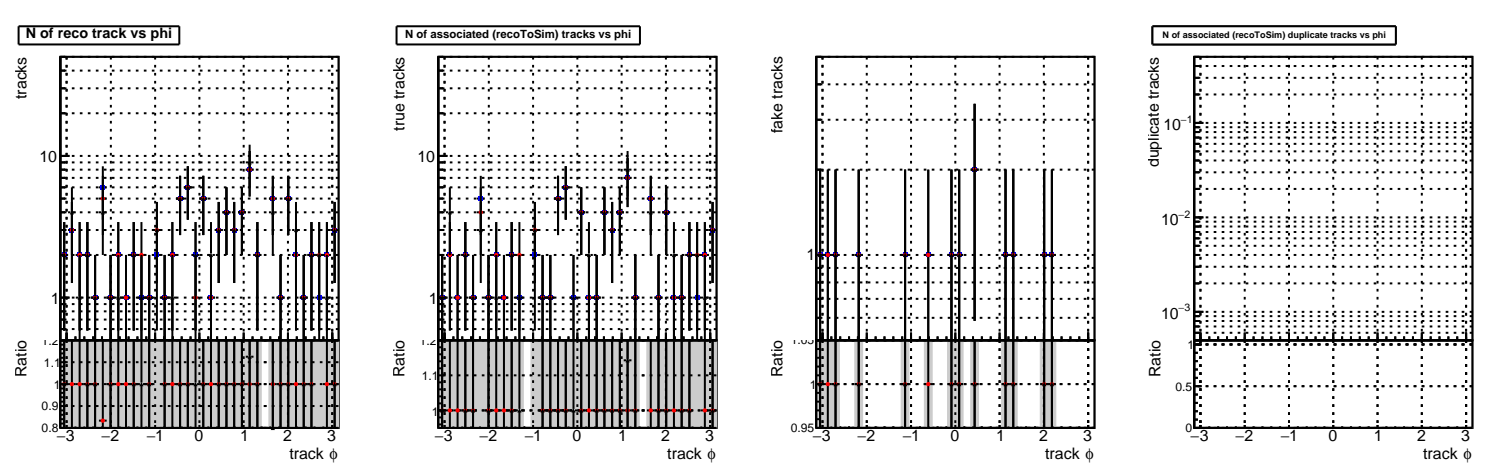 N of reco track vs phi
tracks
10
1
Ratio
1.2
1.1
1
0.9
0.8
−3 −2 −1 0 1 2 3
track ϕ
N of associated (recoToSim) tracks vs phi
true tracks
10
1
Ratio
1.2
1.1
1
−3 −2 −1 0 1 2 3
track ϕ
fake tracks
1
Ratio
1.05
1
0.95
−3 −2 −1 0 1 2 3
track ϕ
N of associated (recoToSim) duplicate tracks vs phi
duplicate tracks
10−1
10−2
10−3
Ratio
1
0.5
0
−3 −2 −1 0 1 2 3
track ϕ